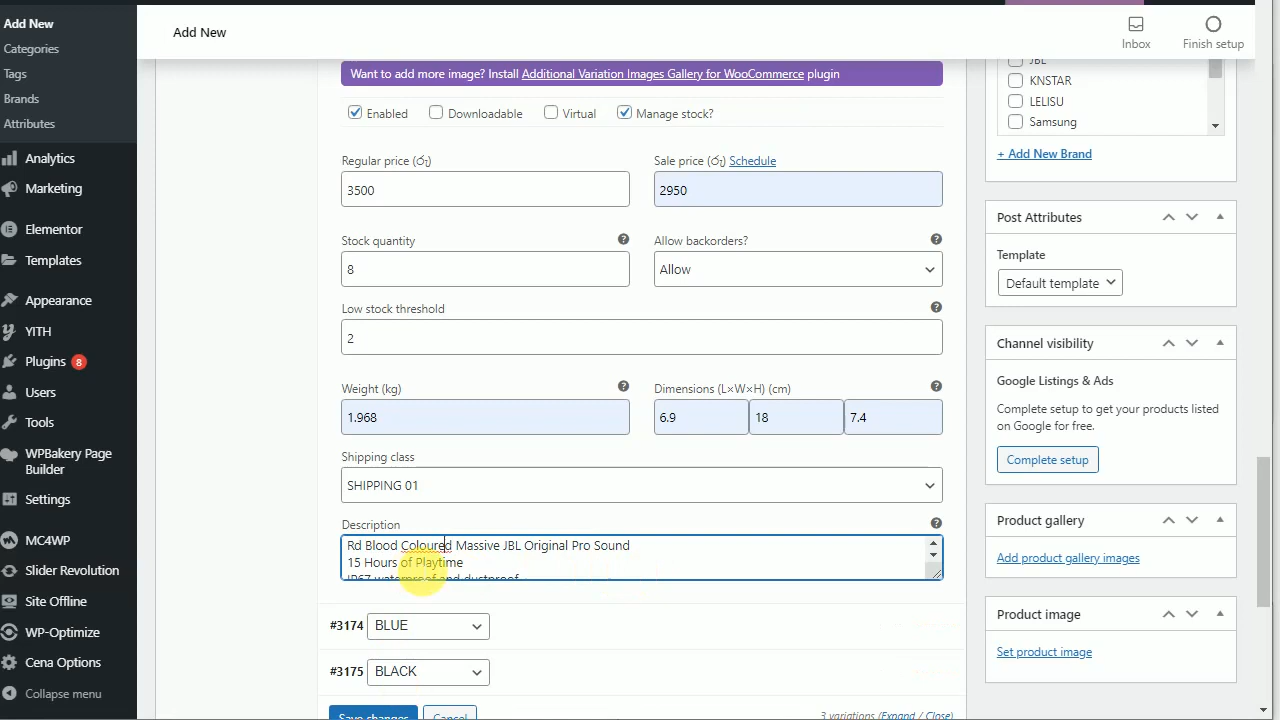 Add New
Categories
Tags
Brands
Attributes
Analytics
Marketing
Elementor
Templates
Appearance
YITH
Plugins 8
Users
Tools
WPBakery Page
Builder
Settings
MC4WP
Slider Revolution
Site Offline
WP-Optimize
Cena Options
Collapse menu
Add New
Inbox
Finish setup
Want to add more image? Install Additional Variation Images Gallery for WooCommerce plugin
Enabled Downloadable Virtual Manage stock?
Regular price (රු) Sale price (රු) Schedule
3500 2950
Stock quantity Allow backorders?
8 Allow
Low stock threshold
2
Weight (kg) Dimensions (L×W×H) (cm)
1.968 6.9 18 7.4
Shipping class
SHIPPING 01
Description
Rd Blood Coloured Massive JBL Original Pro Sound
15 Hours of Playtime
IP67 waterproof and dustproof
#3174 BLUE
#3175 BLACK
Save changes Cancel 3 variations (Expand / Close)
JBL
KNSTAR
LELISU
Samsung
+ Add New Brand
Post Attributes
Template
Default template
Channel visibility
Google Listings & Ads
Complete setup to get your products listed
on Google for free.
Complete setup
Product gallery
Add product gallery images
Product image
Set product image